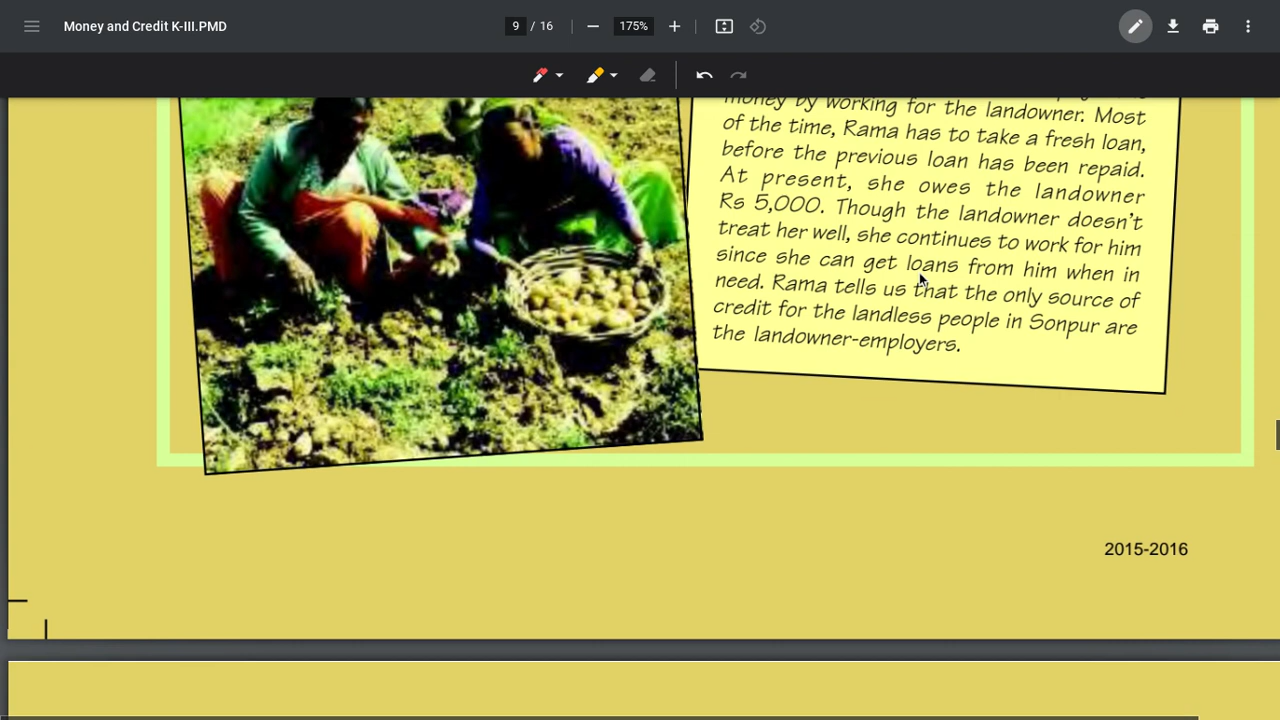 Money and Credit K-III.PMD
9 / 16
175%
money by working for the landowner. Most
of the time, Rama has to take a fresh loan,
before the previous loan has been repaid.
At present, she owes the landowner
Rs 5,000. Though the landowner doesn't
treat her well, she continues to work for him
since she can get loans from him when in
need. Rama tells us that the only source of
credit for the landless people in Sonpur are
the landowner-employers.
2015-2016